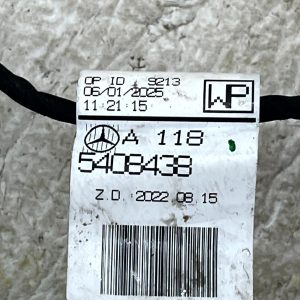 OP ID : 9213
06/01/2025
11:21:15
WP
A 118
5408438
Z.D. 2022.08.15